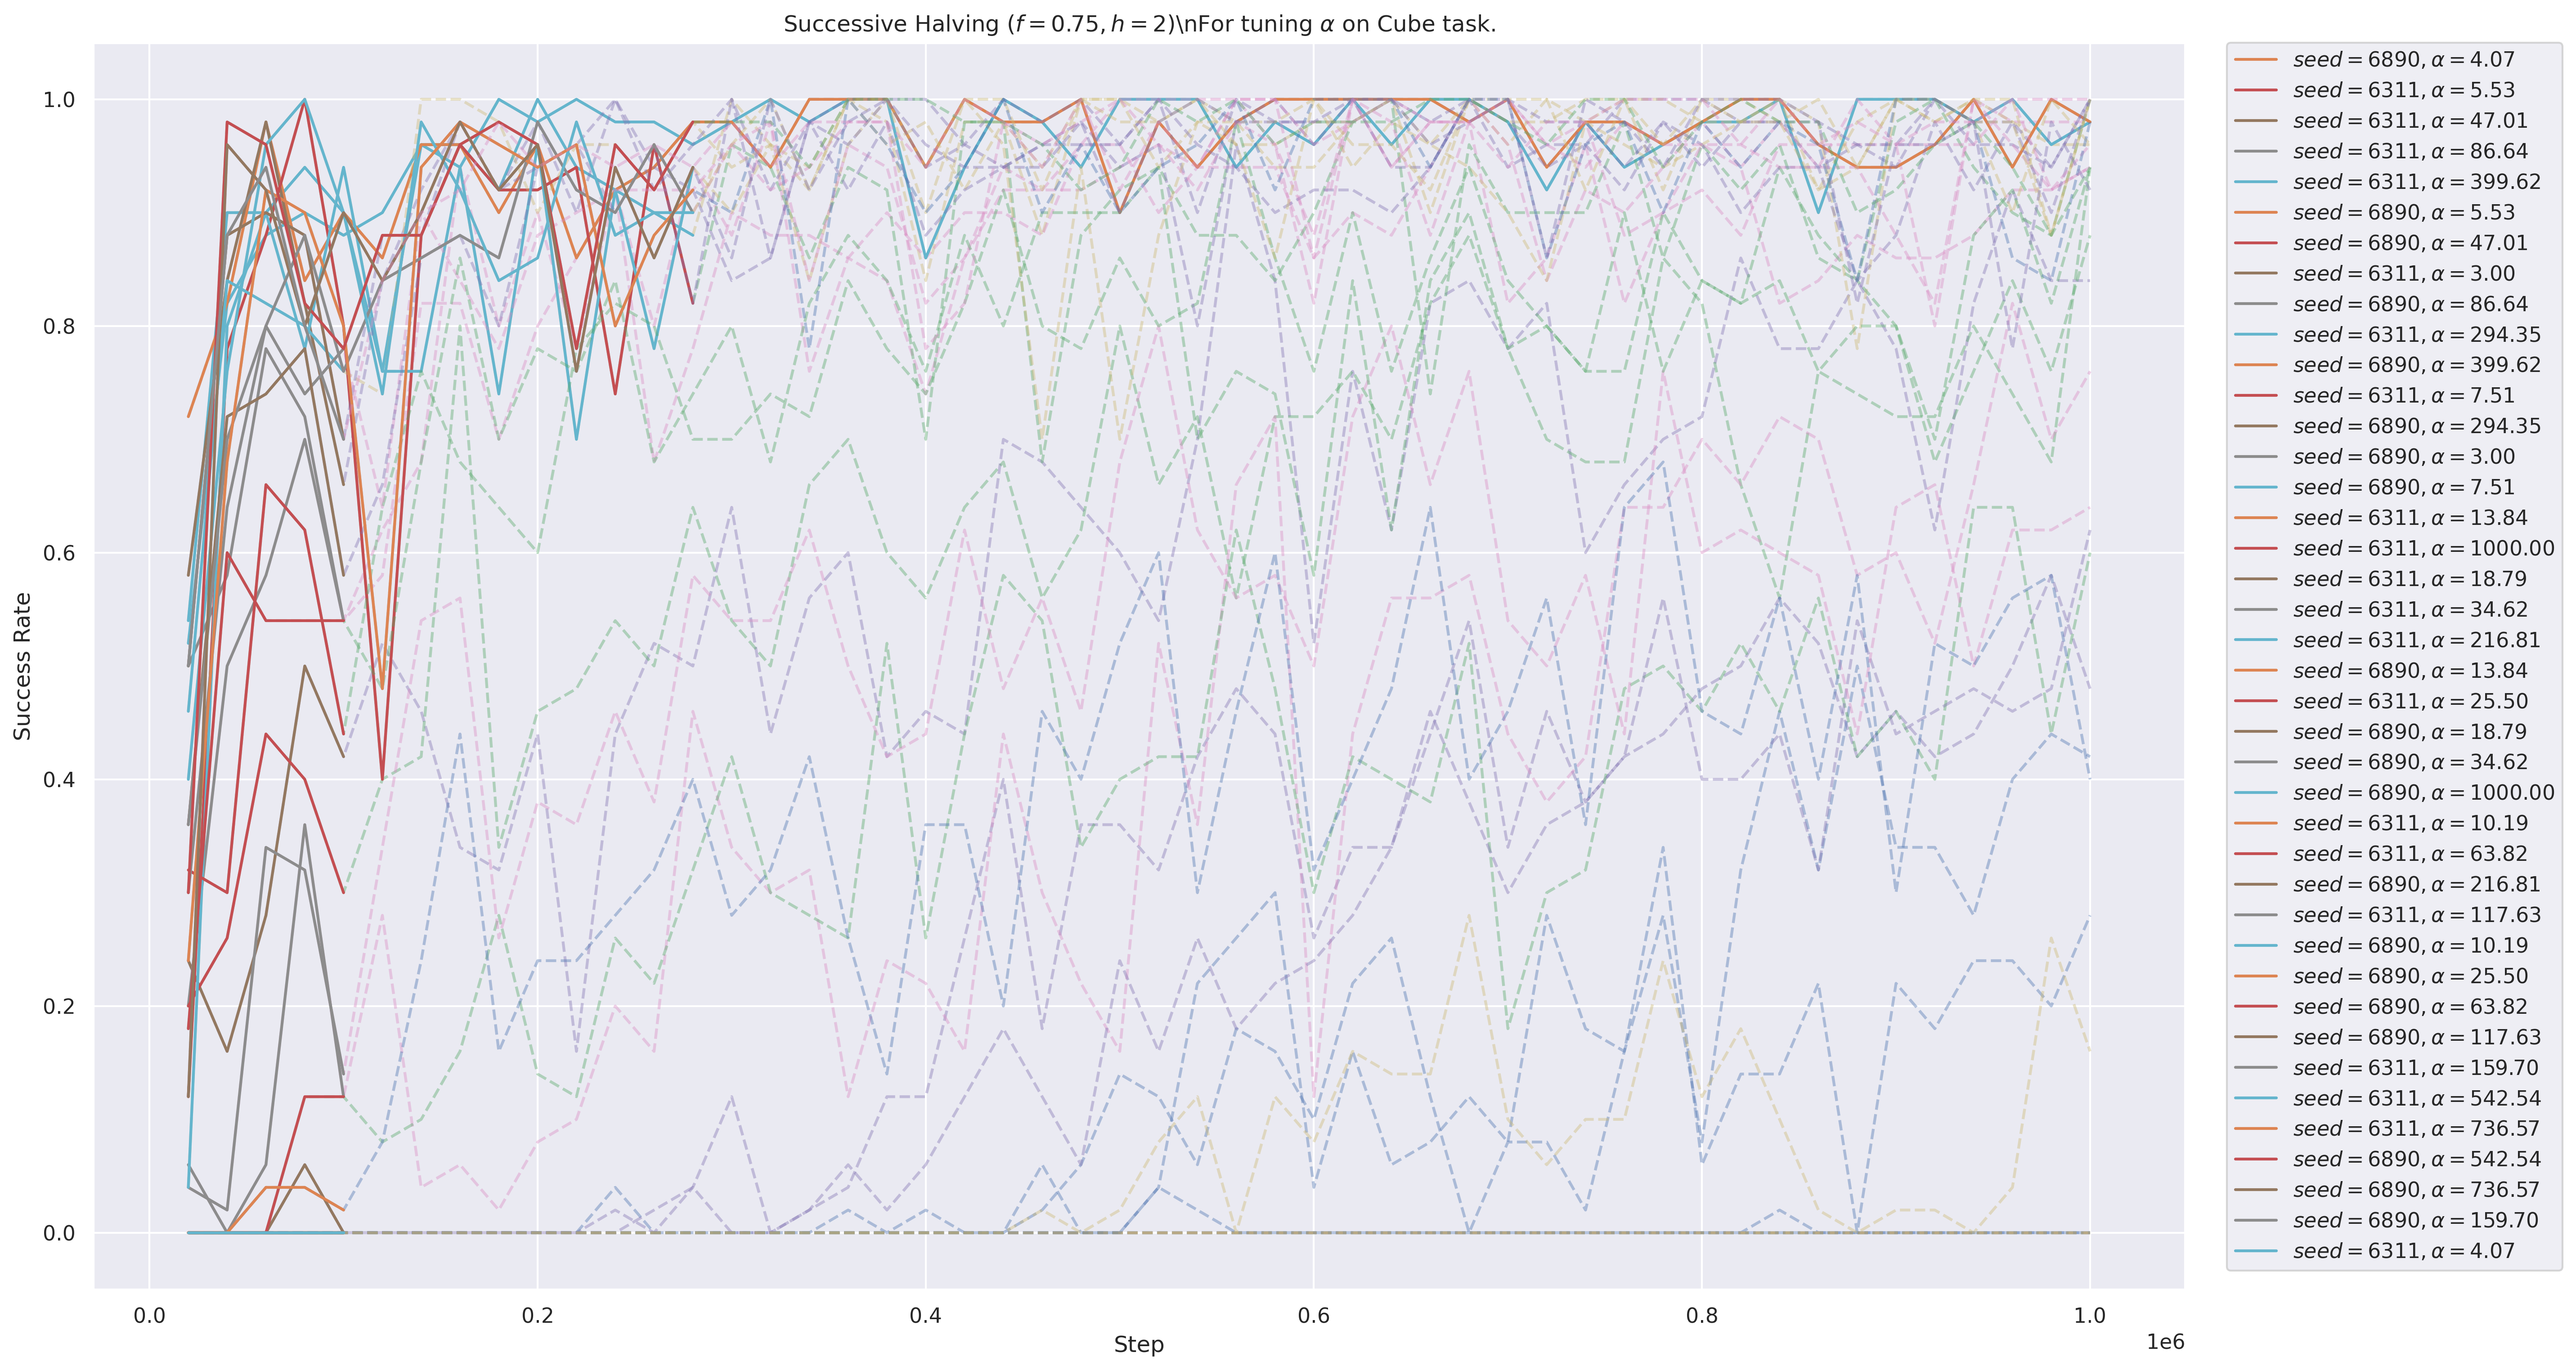 Successive Halving (f = 0.75, h = 2)\nFor tuning α on Cube task.
1.0
0.8
0.6
0.4
0.2
0.0
Success Rate
0.0 0.2 0.4 0.6 0.8 1.0
1e6
Step
seed = 6890, α = 4.07
seed = 6311, α = 5.53
seed = 6311, α = 47.01
seed = 6311, α = 86.64
seed = 6311, α = 399.62
seed = 6890, α = 5.53
seed = 6890, α = 47.01
seed = 6311, α = 3.00
seed = 6890, α = 86.64
seed = 6311, α = 294.35
seed = 6890, α = 399.62
seed = 6311, α = 7.51
seed = 6890, α = 294.35
seed = 6890, α = 3.00
seed = 6890, α = 7.51
seed = 6311, α = 13.84
seed = 6311, α = 1000.00
seed = 6311, α = 18.79
seed = 6311, α = 34.62
seed = 6311, α = 216.81
seed = 6890, α = 13.84
seed = 6311, α = 25.50
seed = 6890, α = 18.79
seed = 6890, α = 34.62
seed = 6890, α = 1000.00
seed = 6311, α = 10.19
seed = 6311, α = 63.82
seed = 6890, α = 216.81
seed = 6311, α = 117.63
seed = 6890, α = 10.19
seed = 6890, α = 25.50
seed = 6890, α = 63.82
seed = 6890, α = 117.63
seed = 6311, α = 159.70
seed = 6311, α = 542.54
seed = 6311, α = 736.57
seed = 6890, α = 542.54
seed = 6890, α = 736.57
seed = 6890, α = 159.70
seed = 6311, α = 4.07